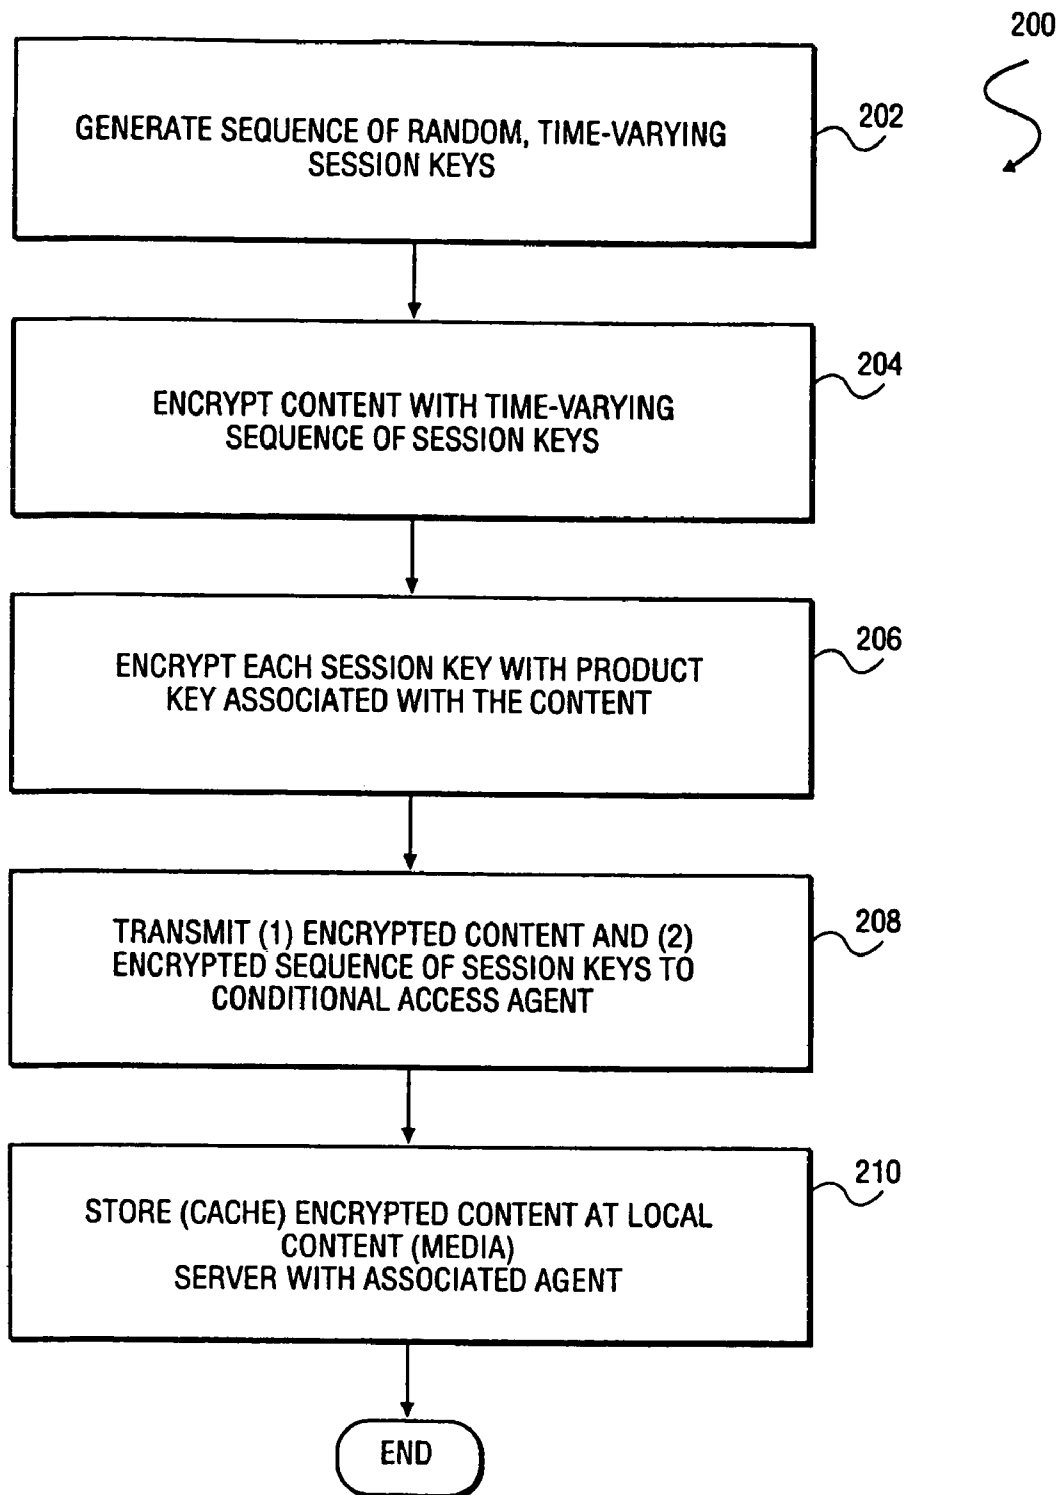 200
GENERATE SEQUENCE OF RANDOM, TIME-VARYING
SESSION KEYS
202
ENCRYPT CONTENT WITH TIME-VARYING
SEQUENCE OF SESSION KEYS
204
ENCRYPT EACH SESSION KEY WITH PRODUCT
KEY ASSOCIATED WITH THE CONTENT
206
TRANSMIT (1) ENCRYPTED CONTENT AND (2)
ENCRYPTED SEQUENCE OF SESSION KEYS TO
CONDITIONAL ACCESS AGENT
208
STORE (CACHE) ENCRYPTED CONTENT AT LOCAL
CONTENT (MEDIA)
SERVER WITH ASSOCIATED AGENT
210
END